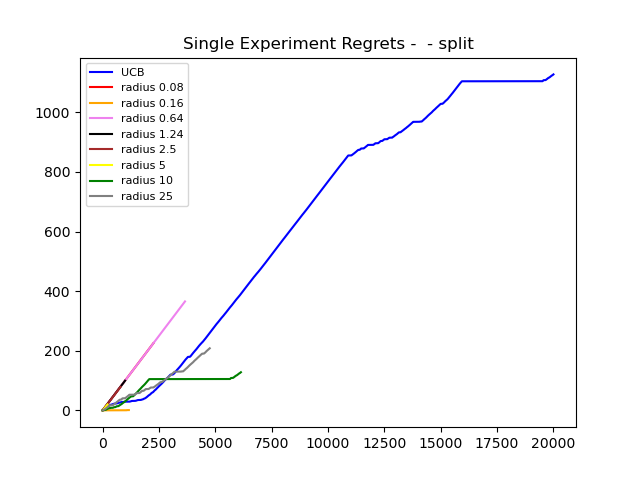 Single Experiment Regrets -  - split
UCB
radius 0.08
radius 0.16
radius 0.64
radius 1.24
radius 2.5
radius 5
radius 10
radius 25
1000
800
600
400
200
0
0 2500 5000 7500 10000 12500 15000 17500 20000